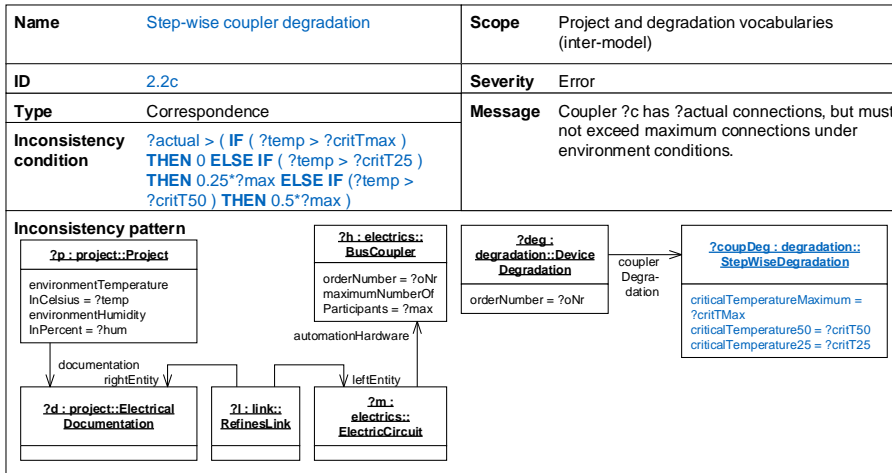 Name
Step-wise coupler degradation
Scope
Project and degradation vocabularies
(inter-model)
ID
2.2c
Severity
Error
Type
Correspondence
Message
Coupler ?c has ?actual connections, but must
not exceed maximum connections under
environment conditions.
Inconsistency
condition
?actual > ( IF ( ?temp > ?critTmax )
THEN 0 ELSE IF ( ?temp > ?critT25 )
THEN 0.25*?max ELSE IF (?temp >
?critT50 ) THEN 0.5*?max )
Inconsistency pattern
?p : project::Project
environmentTemperature
InCelsius = ?temp
environmentHumidity
InPercent = ?hum
?h : electrics::
BusCoupler
orderNumber = ?oNr
maximumNumberOf
Participants = ?max
?deg :
degradation::Device
Degradation
orderNumber = ?oNr
coupler
Degra-
dation
?coupDeg : degradation::
StepWiseDegradation
criticalTemperatureMaximum =
?critTMax
criticalTemperature50 = ?critT50
criticalTemperature25 = ?critT25
automationHardware
documentation
rightEntity
leftEntity
?d : project::Electrical
Documentation
?l : link::
RefinesLink
?m :
electrics::
ElectricCircuit